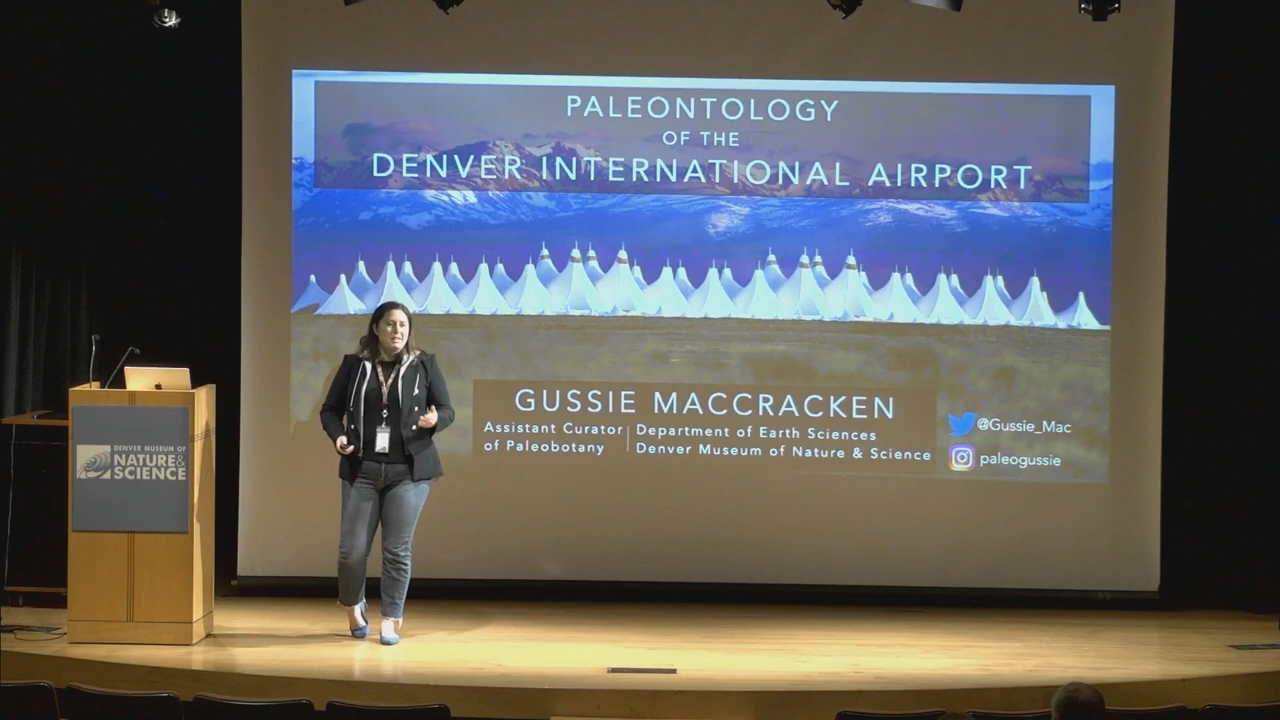 PALEONTOLOGY
OF THE
DENVER INTERNATIONAL AIRPORT
GUSSIE MACCRACKEN
Assistant Curator
of Paleobotany
Department of Earth Sciences
Denver Museum of Nature & Science
@Gussie_Mac
paleogussie
DENVER MUSEUM OF
NATURE &
SCIENCE